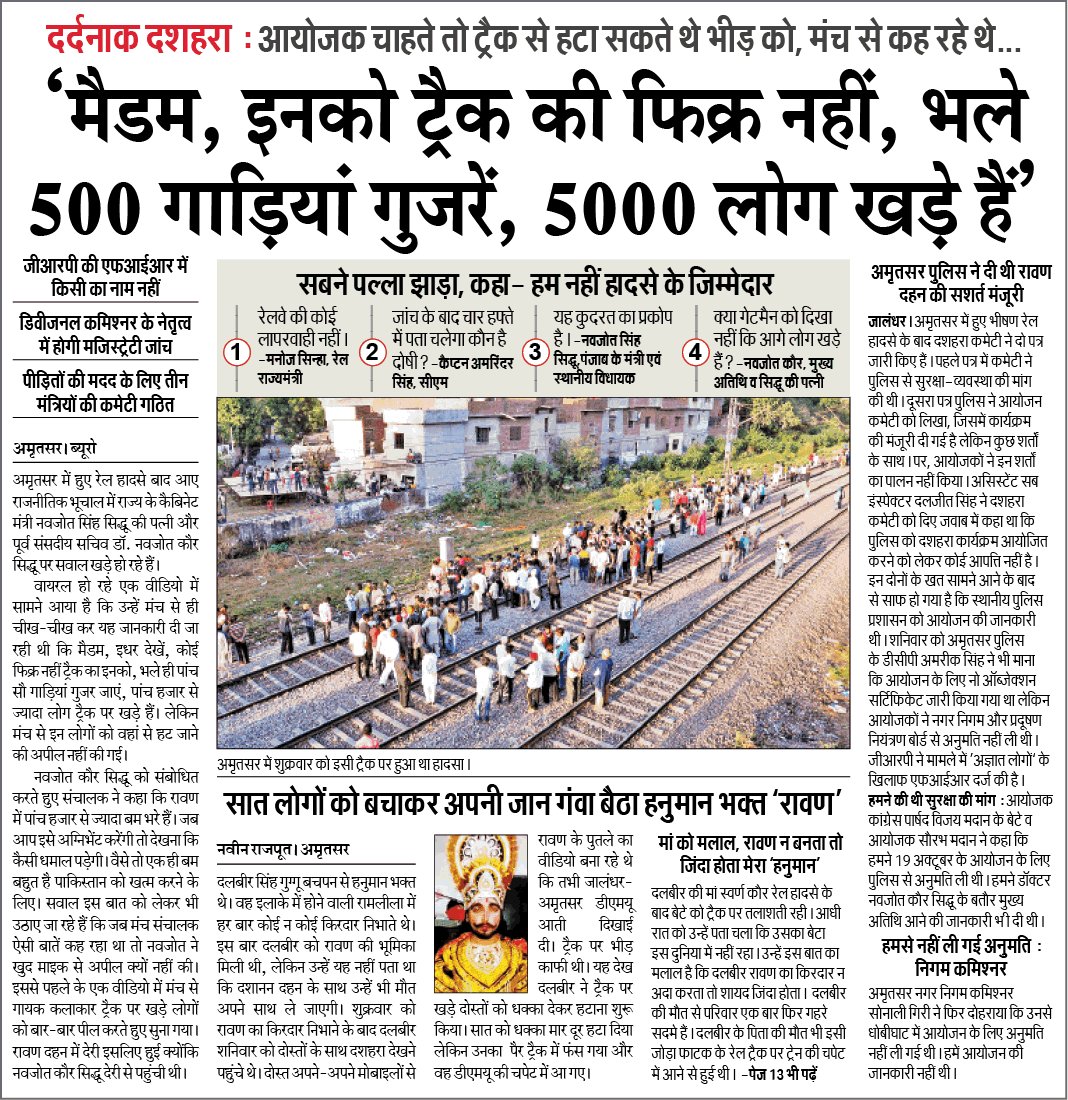 दर्दनाक दशहरा : आयोजक चाहते तो ट्रैक से हटा सकते थे भीड़ को, मंच से कह रहे थे...
‘मैडम, इनको ट्रैक की फिक्र नहीं, भले
500 गाड़ियां गुजरें, 5000 लोग खड़े हैं’
जीआरपी की एफआईआर में
किसी का नाम नहीं
डिवीजनल कमिश्नर के नेतृत्व
में होगी मजिस्ट्रेटी जांच
पीड़ितों की मदद के लिए तीन
मंत्रियों की कमेटी गठित
अमृतसर। ब्यूरो
अमृतसर में हुए रेल हादसे बाद आए
राजनीतिक भूचाल में राज्य के कैबिनेट
मंत्री नवजोत सिंह सिद्धू की पत्नी और
पूर्व संसदीय सचिव डॉ. नवजोत कौर
सिद्धू पर सवाल खड़े हो रहे हैं।
वायरल हो रहे एक वीडियो में
सामने आया है कि उन्हें मंच से ही
चीख-चीख कर यह जानकारी दी जा
रही थी कि मैडम, इधर देखें, कोई
फिक्र नहीं ट्रैक का इनको, भले ही पांच
सौ गाड़ियां गुजर जाएं, पांच हजार से
ज्यादा लोग ट्रैक पर खड़े हैं। लेकिन
मंच से इन लोगों को वहां से हट जाने
की अपील नहीं की गई।
नवजोत कौर सिद्धू को संबोधित
करते हुए संचालक ने कहा कि रावण
में पांच हजार से ज्यादा बम भरे हैं। जब
आप इसे अग्निभेंट करेंगी तो देखना कि
कैसी धमाल पड़ेगी। वैसे तो एक ही बम
बहुत है पाकिस्तान को खत्म करने के
लिए। सवाल इस बात को लेकर भी
उठाए जा रहे हैं कि जब मंच संचालक
ऐसी बातें कह रहा था तो नवजोत ने
खुद माइक से अपील क्यों नहीं की।
इससे पहले के एक वीडियो में मंच से
गायक कलाकार ट्रैक पर खड़े लोगों
को बार-बार पील करते हुए सुना गया।
रावण दहन में देरी इसलिए हुई क्योंकि
नवजोत कौर सिद्धू देरी से पहुंची थी।
सबने पल्ला झाड़ा, कहा– हम नहीं हादसे के जिम्मेदार
1
रेलवे की कोई
लापरवाही नहीं।
-मनोज सिन्हा, रेल
राज्यमंत्री
2
जांच के बाद चार हफ्ते
में पता चलेगा कौन है
दोषी? -कैप्टन अमरिंदर
सिंह, सीएम
3
यह कुदरत का प्रकोप
है। -नवजोत सिंह
सिद्धू,पंजाब के मंत्री एवं
स्थानीय विधायक
4
क्या गेटमैन को दिखा
नहीं कि आगे लोग खड़े
हैं? -नवजोत कौर, मुख्य
अतिथि व सिद्धू की पत्नी
अमृतसर में शुक्रवार को इसी ट्रैक पर हुआ था हादसा।
सात लोगों को बचाकर अपनी जान गंवा बैठा हनुमान भक्त ‘रावण’
नवीन राजपूत। अमृतसर
दलबीर सिंह गुग्गू बचपन से हनुमान भक्त
थे। वह इलाके में होने वाली रामलीला में
हर बार कोई न कोई किरदार निभाते थे।
इस बार दलबीर को रावण की भूमिका
मिली थी, लेकिन उन्हें यह नहीं पता था
कि दशानन दहन के साथ उन्हें भी मौत
अपने साथ ले जाएगी। शुक्रवार को
रावण का किरदार निभाने के बाद दलबीर
शनिवार को दोस्तों के साथ दशहरा देखने
पहुंचे थे। दोस्त अपने-अपने मोबाइलों से
रावण के पुतले का
वीडियो बना रहे थे
कि तभी जालंधर-
अमृतसर डीएमयू
आती दिखाई
दी। ट्रैक पर भीड़
काफी थी। यह देख
दलबीर ने ट्रैक पर
खड़े दोस्तों को धक्का देकर हटाना शुरू
किया। सात को धक्का मार दूर हटा दिया
लेकिन उनका पैर ट्रैक में फंस गया और
वह डीएमयू की चपेट में आ गए।
मां को मलाल, रावण न बनता तो
जिंदा होता मेरा ‘हनुमान’
दलबीर की मां स्वर्ण कौर रेल हादसे के
बाद बेटे को ट्रैक पर तलाशती रही। आधी
रात को उन्हें पता चला कि उसका बेटा
इस दुनिया में नहीं रहा। उन्हें इस बात का
मलाल है कि दलबीर रावण का किरदार न
अदा करता तो शायद जिंदा होता। दलबीर
की मौत से परिवार एक बार फिर गहरे
सदमे हैं। दलबीर के पिता की मौत भी इसी
जोड़ा फाटक के रेल ट्रैक पर ट्रेन की चपेट
में आने से हुई थी। -पेज 13 भी पढ़ें
अमृतसर पुलिस ने दी थी रावण
दहन की सशर्त मंजूरी
जालंधर। अमृतसर में हुए भीषण रेल
हादसे के बाद दशहरा कमेटी ने दो पत्र
जारी किए हैं। पहले पत्र में कमेटी ने
पुलिस से सुरक्षा-व्यवस्था की मांग
की थी। दूसरा पत्र पुलिस ने आयोजन
कमेटी को लिखा, जिसमें कार्यक्रम
की मंजूरी दी गई है लेकिन कुछ शर्तों
के साथ। पर, आयोजकों ने इन शर्तों
का पालन नहीं किया। असिस्टेंट सब
इंस्पेक्टर दलजीत सिंह ने दशहरा
कमेटी को दिए जवाब में कहा था कि
पुलिस को दशहरा कार्यक्रम आयोजित
करने को लेकर कोई आपति नहीं है।
इन दोनों के खत सामने आने के बाद
से साफ हो गया है कि स्थानीय पुलिस
प्रशासन को आयोजन की जानकारी
थी। शनिवार को अमृतसर पुलिस
के डीसीपी अमरीक सिंह ने भी माना
कि आयोजन के लिए नो ऑब्जेक्शन
सर्टिफिकेट जारी किया गया था लेकिन
आयोजकों ने नगर निगम और प्रदूषण
नियंत्रण बोर्ड से अनुमति नहीं ली थी।
जीआरपी ने मामले में ‘अज्ञात लोगों’ के
खिलाफ एफआईआर दर्ज की है।
हमने की थी सुरक्षा की मांग : आयोजक
कांग्रेस पार्षद विजय मदान के बेटे व
आयोजक सौरभ मदान ने कहा कि
हमने 19 अक्टूबर के आयोजन के लिए
पुलिस से अनुमति ली थी। हमने डॉक्टर
नवजोत कौर सिद्धू के बतौर मुख्य
अतिथि आने की जानकारी भी दी थी।
हमसे नहीं ली गई अनुमति :
निगम कमिश्नर
अमृतसर नगर निगम कमिश्नर
सोनाली गिरी ने फिर दोहराया कि उनसे
धोबीघाट में आयोजन के लिए अनुमति
नहीं ली गई थी। हमें आयोजन की
जानकारी नहीं थी।